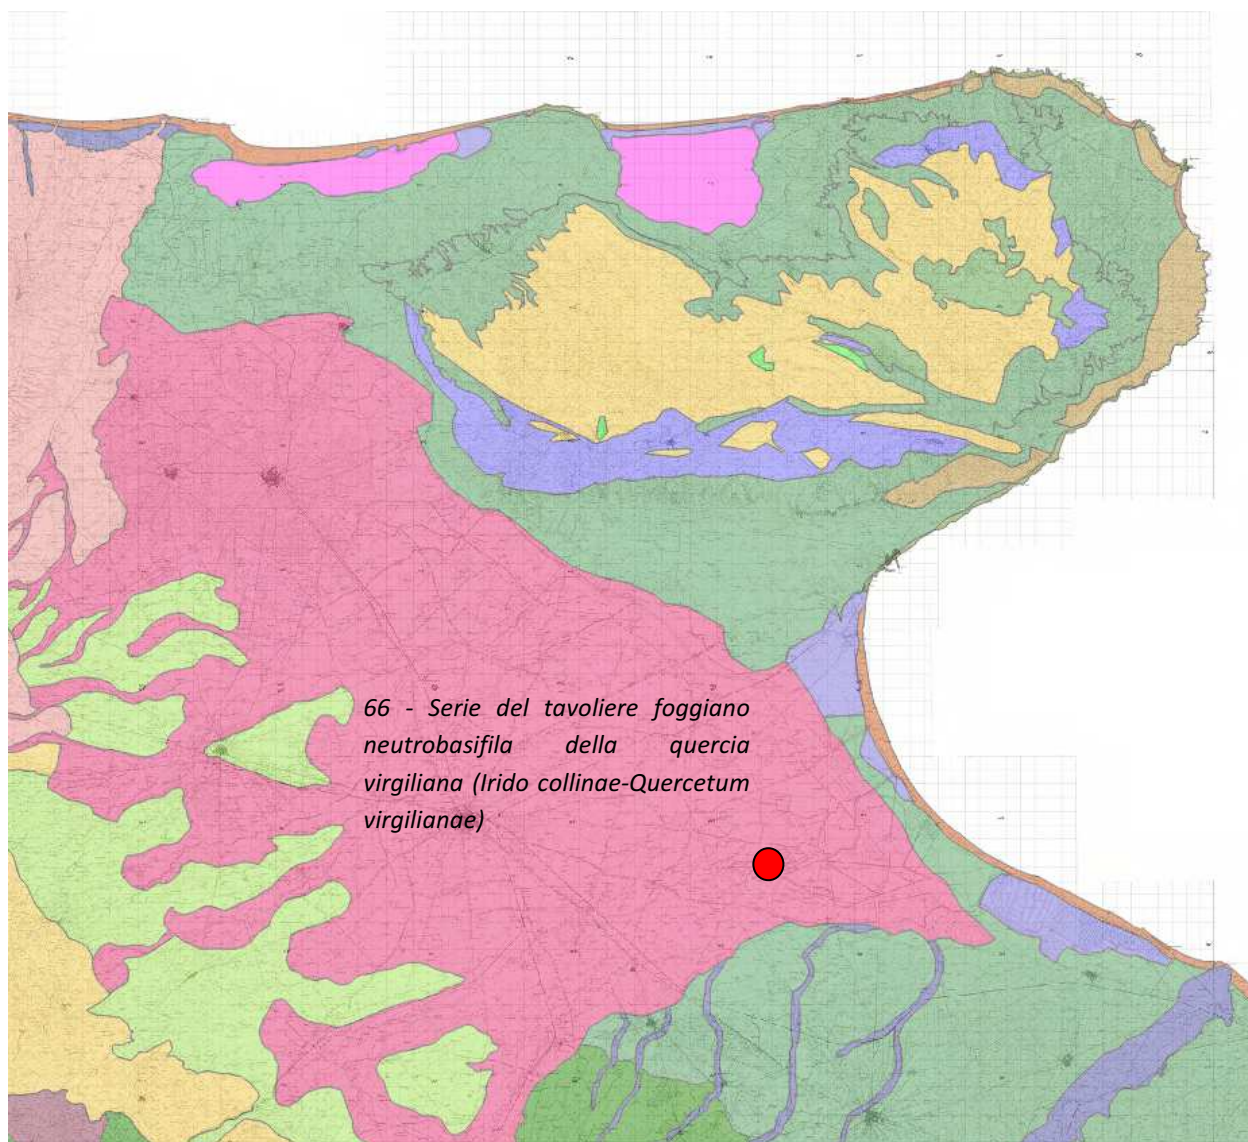 66 - Serie del tavoliere foggiano
neutrobasifila della quercia
virgiliana (Irido collinae-Quercetum
virgilianae)